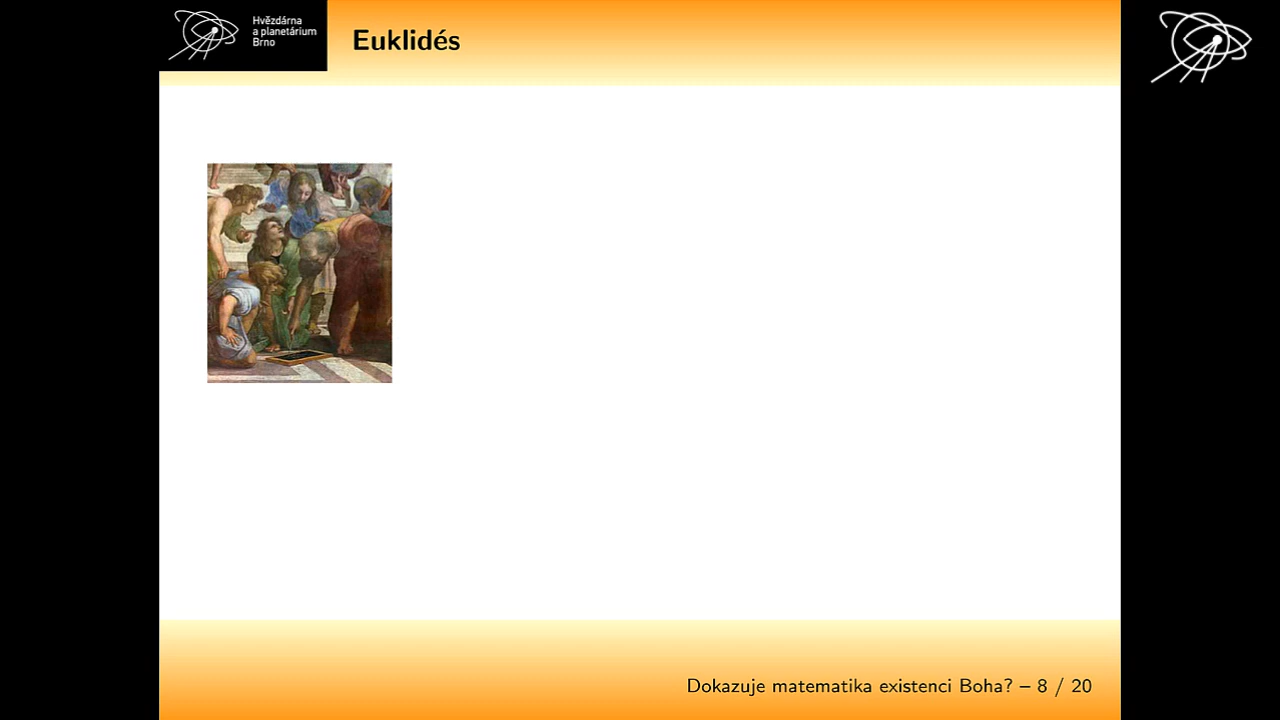 Hvězdárna
a planetárium
Brno
Euklidés
Dokazuje matematika existenci Boha? – 8 / 20